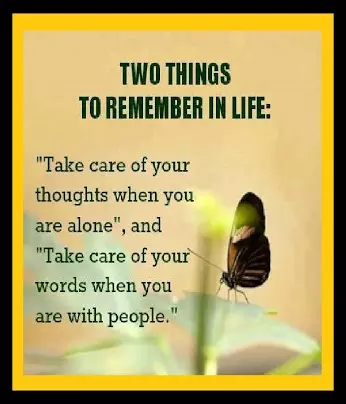 TWO THINGS
TO REMEMBER IN LIFE:
"Take care of your
thoughts when you
are alone", and
"Take care of your
words when you
are with people."